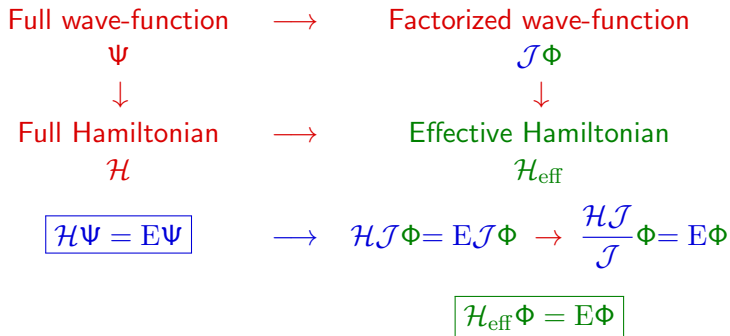 Full wave-function ⟶ Factorized wave-function
Ψ 𝒥Φ
↓ ↓
Full Hamiltonian ⟶ Effective Hamiltonian
ℋ ℋ_eff
ℋΨ = EΨ ⟶ ℋ𝒥Φ= E𝒥Φ → ℋ𝒥/𝒥 Φ= EΦ
ℋ_effΦ = EΦ